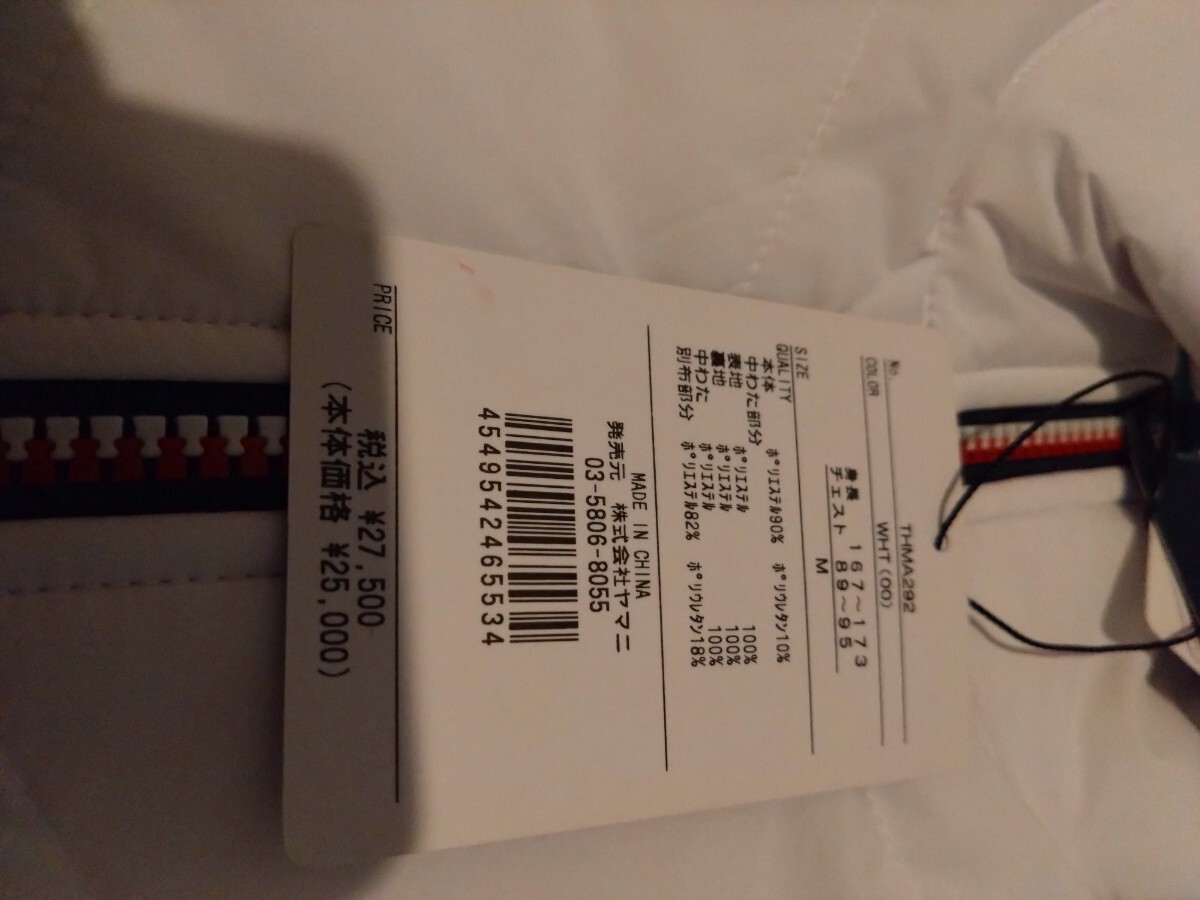 No. THMA292
COLOR WHT(00)
身長 167～173
チェスト 89～95
SIZE M
QUALITY
本体 ﾎﾟﾘｴｽﾃﾙ90% ﾎﾟﾘｳﾚﾀﾝ10%
中わた部分
表地 ﾎﾟﾘｴｽﾃﾙ 100%
裏地 ﾎﾟﾘｴｽﾃﾙ 100%
中わた ﾎﾟﾘｴｽﾃﾙ 100%
別布部分 ﾎﾟﾘｴｽﾃﾙ82% ﾎﾟﾘｳﾚﾀﾝ18%
MADE IN CHINA
発売元 株式会社ヤマニ
03-5806-8055
4549542465534
PRICE
税込 ¥27,500
(本体価格 ¥25,000)